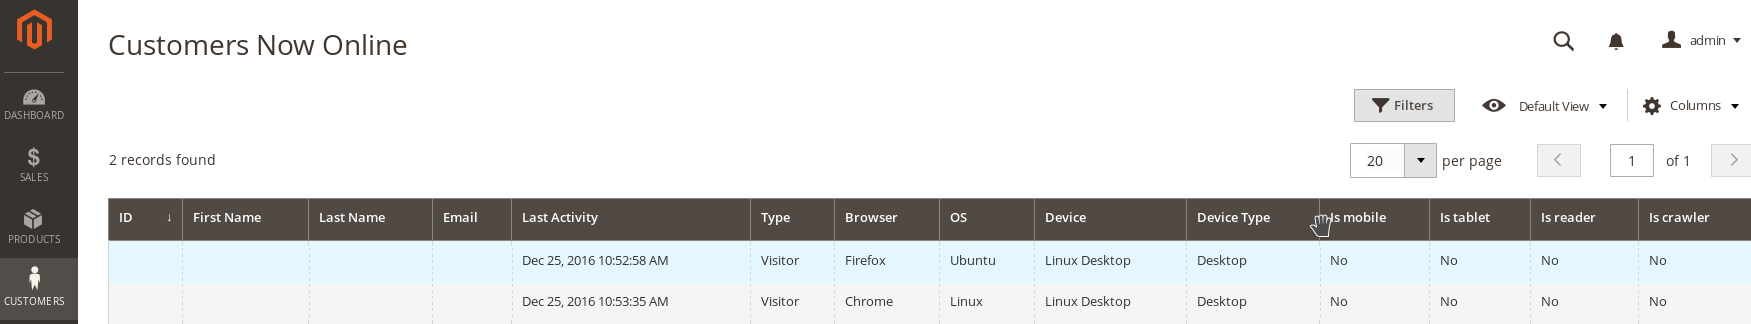 Customers Now Online
admin
DASHBOARD
Filters
Default View
Columns
2 records found
20 per page
1 of 1
SALES
ID ↓ First Name Last Name Email Last Activity Type Browser OS Device Device Type Is mobile Is tablet Is reader Is crawler
PRODUCTS
Dec 25, 2016 10:52:58 AM Visitor Firefox Ubuntu Linux Desktop Desktop No No No No
CUSTOMERS
Dec 25, 2016 10:53:35 AM Visitor Chrome Linux Linux Desktop Desktop No No No No